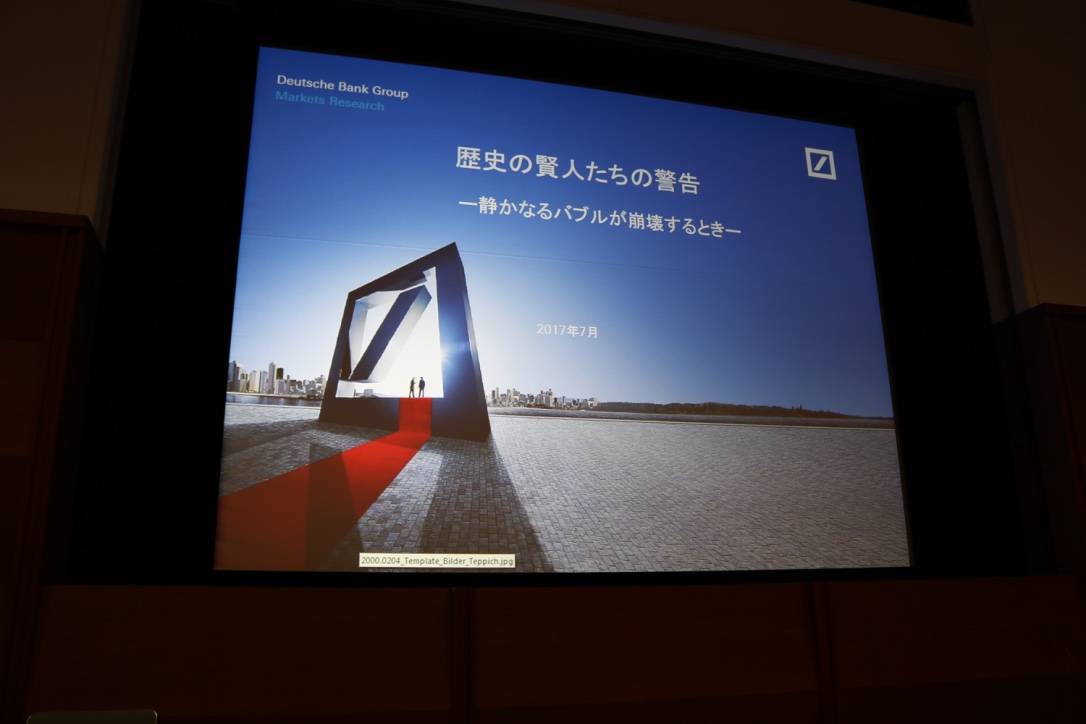 Deutsche Bank Group
Markets Research
歴史の賢人たちの警告
ー静かなるバブルが崩壊するときー
2017年7月
2000.0204_Template_Bilder_Teppich.jpg